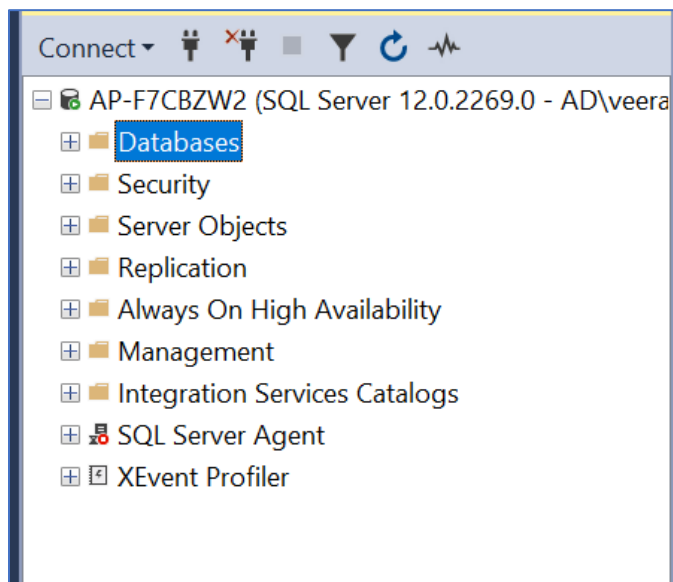 Connect
AP-F7CBZW2 (SQL Server 12.0.2269.0 - AD\veera
Databases
Security
Server Objects
Replication
Always On High Availability
Management
Integration Services Catalogs
SQL Server Agent
XEvent Profiler